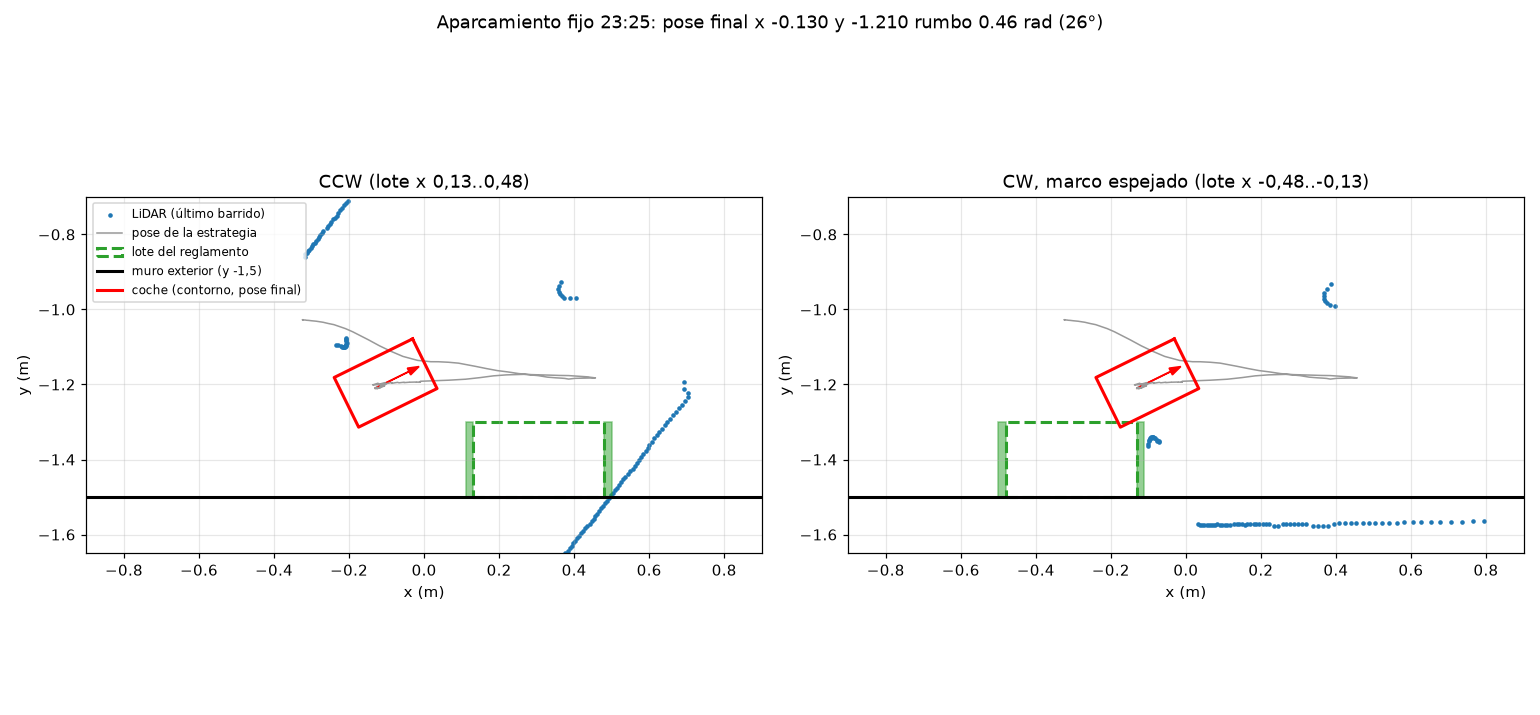 Aparcamiento fijo 23:25: pose final x -0.130 y -1.210 rumbo 0.46 rad (26°)
CCW (lote x 0,13..0,48)
LiDAR (último barrido)
pose de la estrategia
lote del reglamento
muro exterior (y -1,5)
coche (contorno, pose final)
−0.8
−1.0
−1.2
−1.4
−1.6
y (m)
−0.8
−0.6
−0.4
−0.2
0.0
0.2
0.4
0.6
0.8
x (m)
CW, marco espejado (lote x -0,48..-0,13)
−0.8
−1.0
−1.2
−1.4
−1.6
y (m)
−0.8
−0.6
−0.4
−0.2
0.0
0.2
0.4
0.6
0.8
x (m)